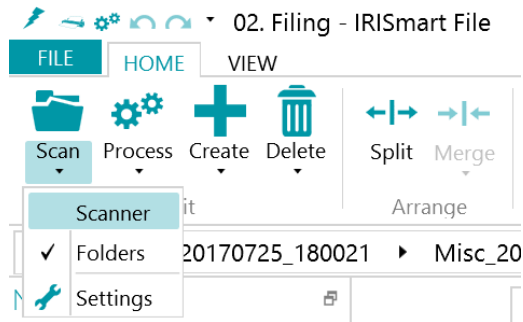 02. Filing - IRISmart File
FILE HOME VIEW
Scan Process Create Delete Split Merge
Scanner
Arrange
Folders
20170725_180021 Misc_20
Settings